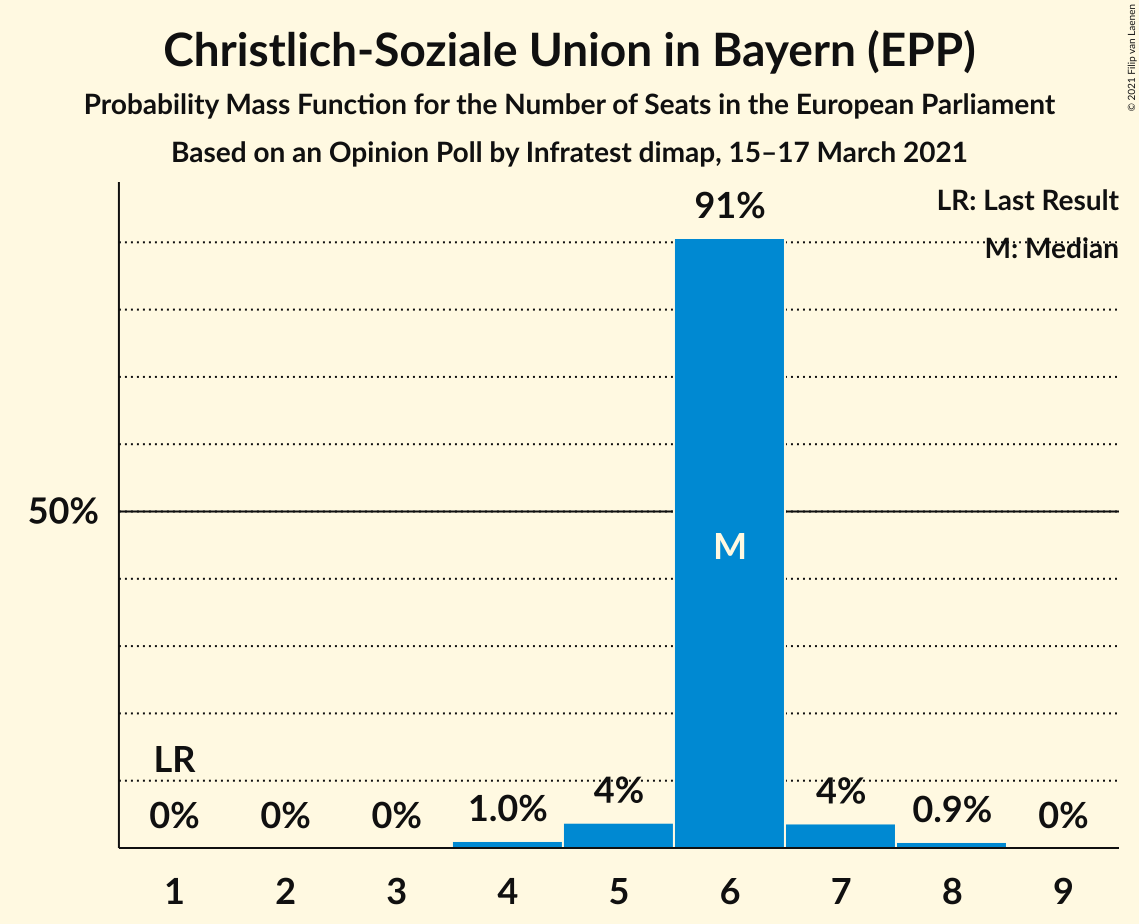 Christlich-Soziale Union in Bayern (EPP)
Probability Mass Function for the Number of Seats in the European Parliament
Based on an Opinion Poll by Infratest dimap, 15–17 March 2021
© 2021 Filip van Laenen
LR: Last Result
M: Median
91%
50%
M
LR
0% 0% 0% 1.0% 4% 4% 0.9% 0%
1 2 3 4 5 6 7 8 9